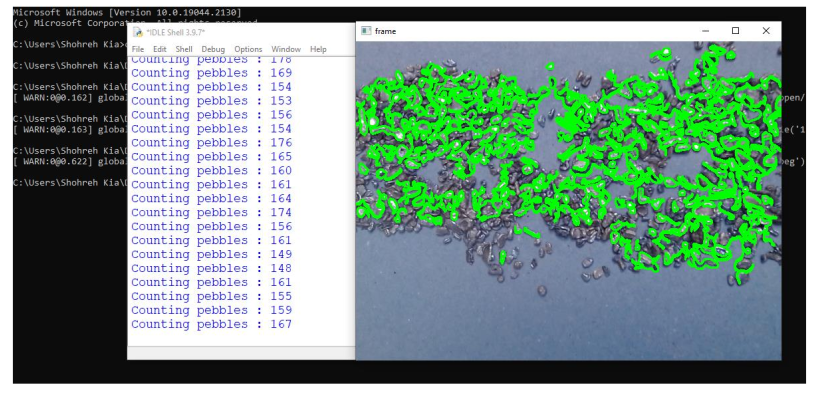 Microsoft Windows [Version 10.0.19044.2130]
(c) Microsoft Corporation. All rights reserved.
C:\Users\Shohreh Kia>
C:\Users\Shohreh Kia\
C:\Users\Shohreh Kia\
[ WARN:0@0.162] globa
open/
C:\Users\Shohreh Kia\
[ WARN:0@0.163] globa
e('1
C:\Users\Shohreh Kia\
[ WARN:0@0.622] globa
peg')
C:\Users\Shohreh Kia\
*IDLE Shell 3.9.7*
File Edit Shell Debug Options Window Help
Counting pebbles : 178
Counting pebbles : 169
Counting pebbles : 154
Counting pebbles : 153
Counting pebbles : 156
Counting pebbles : 154
Counting pebbles : 176
Counting pebbles : 165
Counting pebbles : 160
Counting pebbles : 161
Counting pebbles : 164
Counting pebbles : 174
Counting pebbles : 156
Counting pebbles : 161
Counting pebbles : 149
Counting pebbles : 148
Counting pebbles : 161
Counting pebbles : 155
Counting pebbles : 159
Counting pebbles : 167
frame